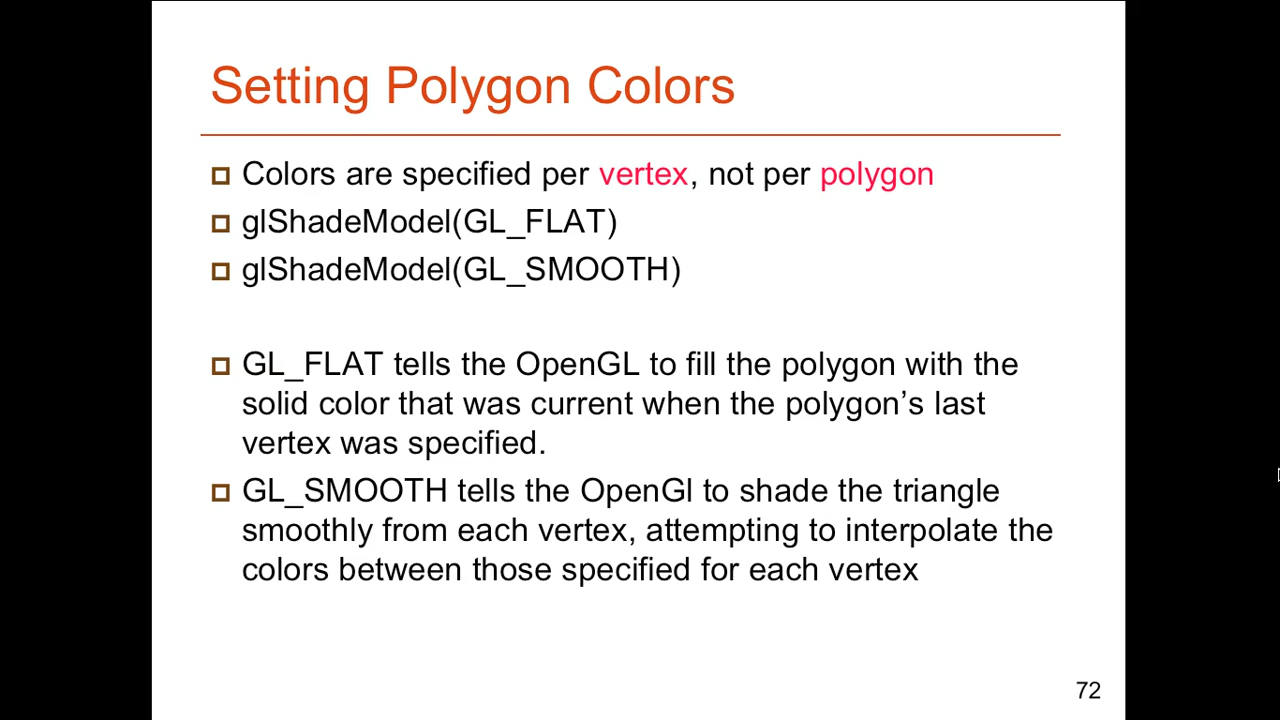 Setting Polygon Colors
Colors are specified per vertex, not per polygon
glShadeModel(GL_FLAT)
glShadeModel(GL_SMOOTH)
GL_FLAT tells the OpenGL to fill the polygon with the
solid color that was current when the polygon’s last
vertex was specified.
GL_SMOOTH tells the OpenGl to shade the triangle
smoothly from each vertex, attempting to interpolate the
colors between those specified for each vertex
72